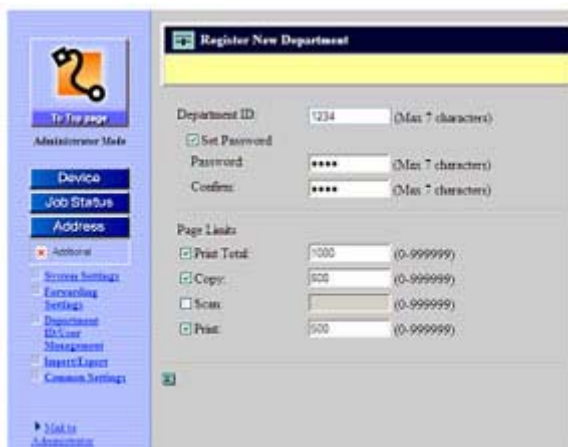 Register New Department
To Top page
Administrator Mode
Device
Job Status
Address
Additional
System Settings
Forwarding
Settings
Department
ID/User
Management
Import/Export
Common Settings
Mail to
Administrator
Department ID: 1234 (Max 7 characters)
Set Password
Password: •••• (Max 7 characters)
Confirm: •••• (Max 7 characters)
Page Limits
Print Total: 1000 (0-999999)
Copy: (0-999999)
Scan: (0-999999)
Print: 500 (0-999999)